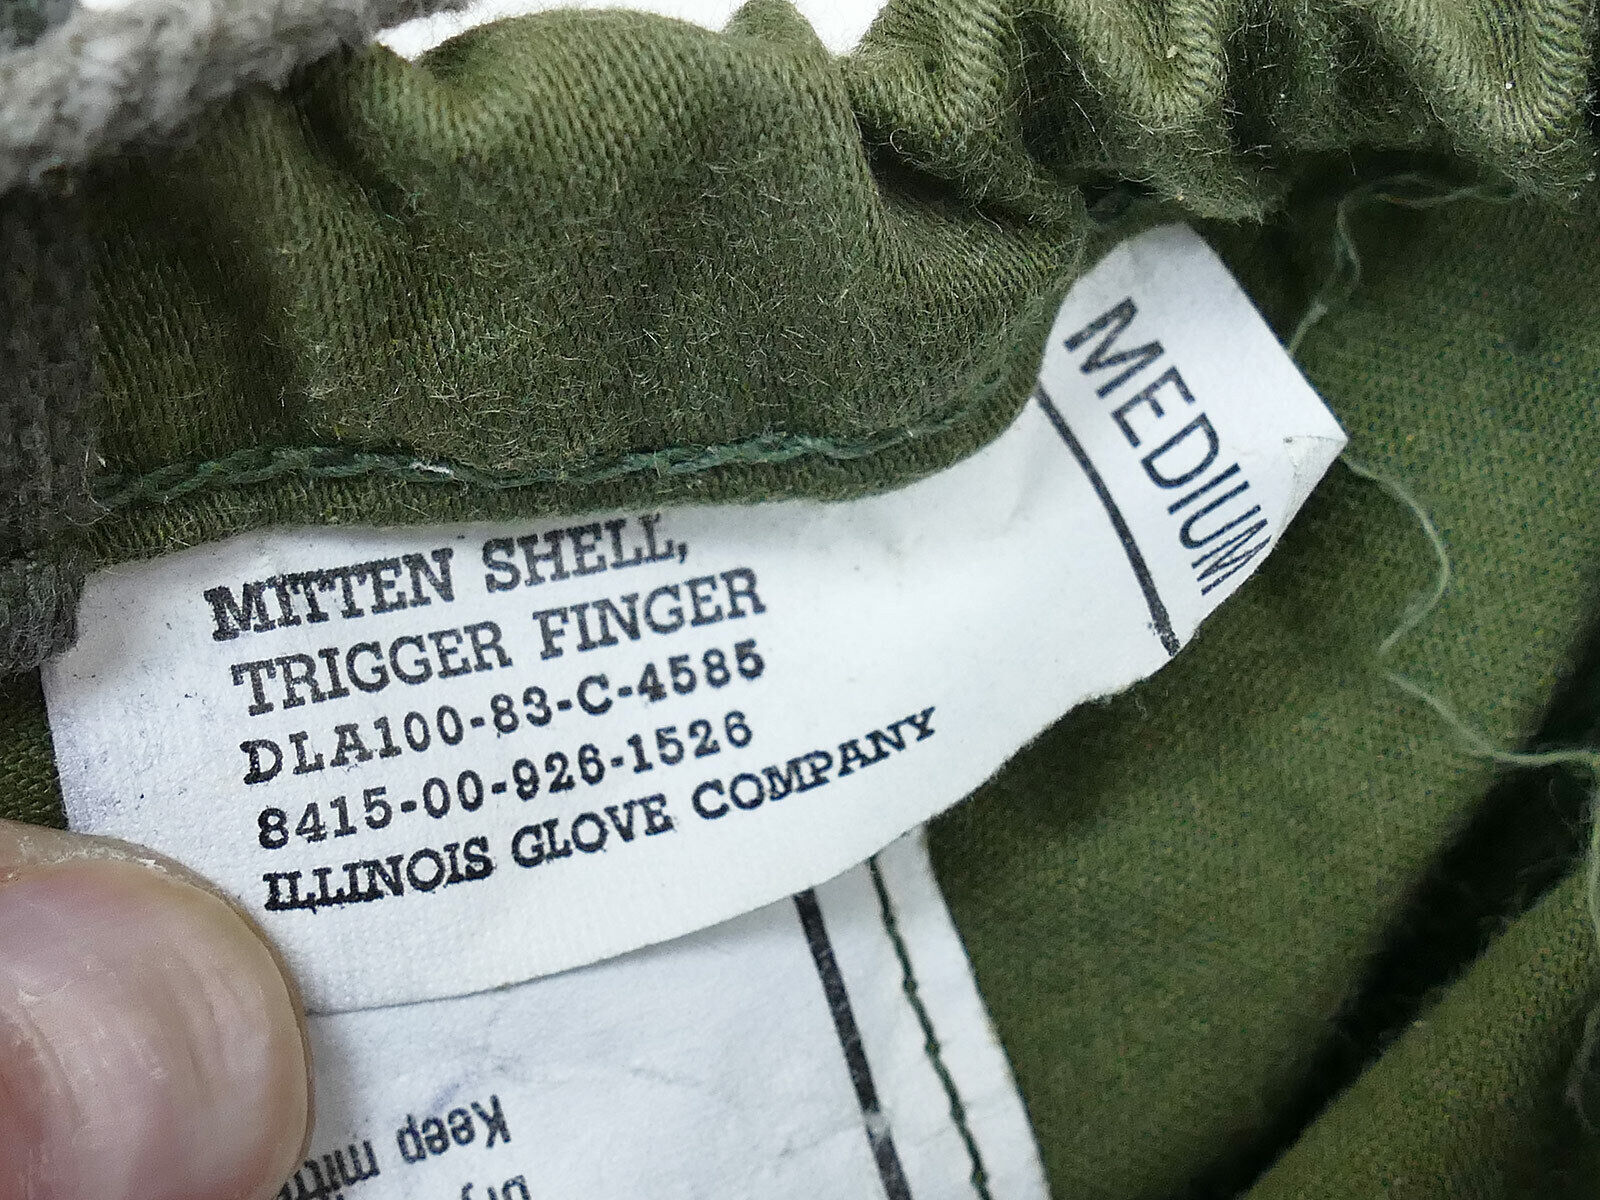 MITTEN SHELL,
TRIGGER FINGER
DLA100-83-C-4585
8415-00-926-1526
ILLINOIS GLOVE COMPANY
MEDIUM
Keep